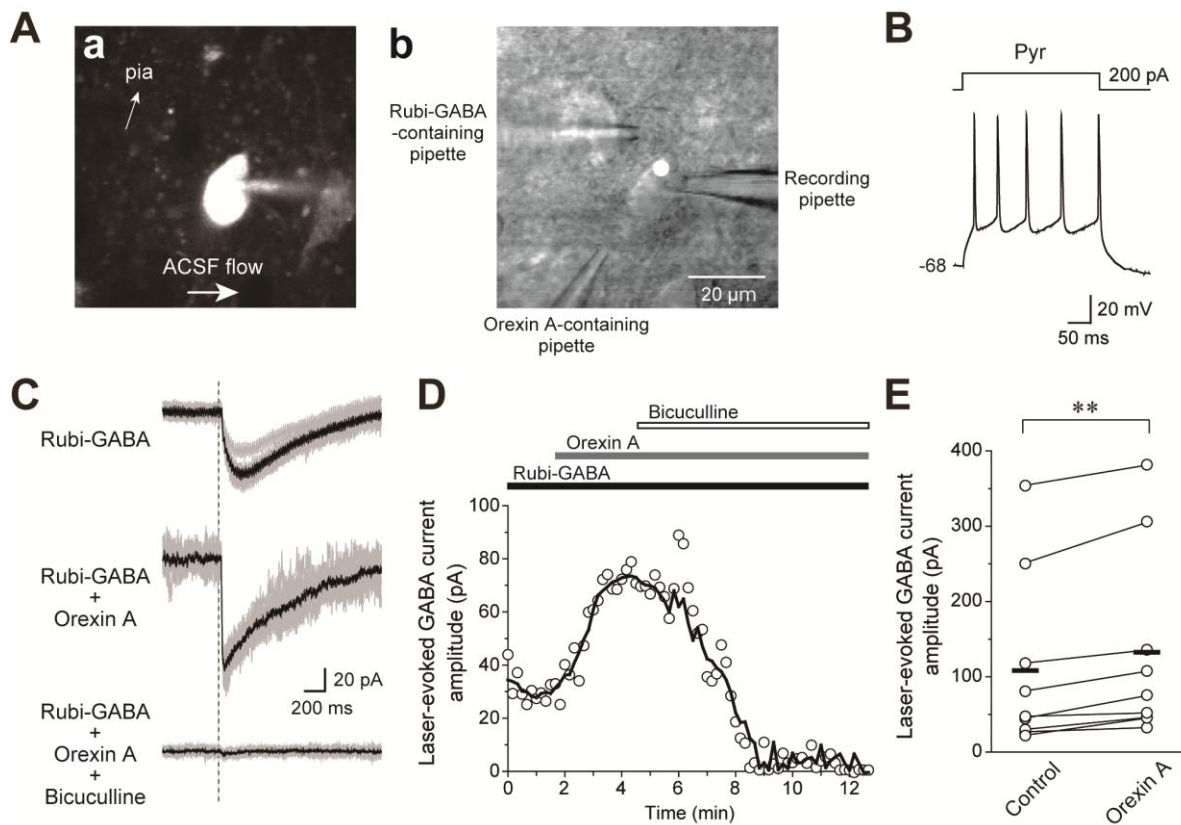 A
a
pia
ACSF flow
b
Rubi-GABA
-containing
pipette
Recording
pipette
20 µm
Orexin A-containing
pipette
B
Pyr
200 pA
-68
20 mV
50 ms
C
Rubi-GABA
Rubi-GABA
+
Orexin A
20 pA
200 ms
Rubi-GABA
+
Orexin A
+
Bicuculline
D
Bicuculline
Orexin A
Rubi-GABA
Laser-evoked GABA current
amplitude (pA)
100
80
60
40
20
0
0 2 4 6 8 10 12
Time (min)
E
**
Laser-evoked GABA current
amplitude (pA)
400
300
200
100
0
Control
Orexin A